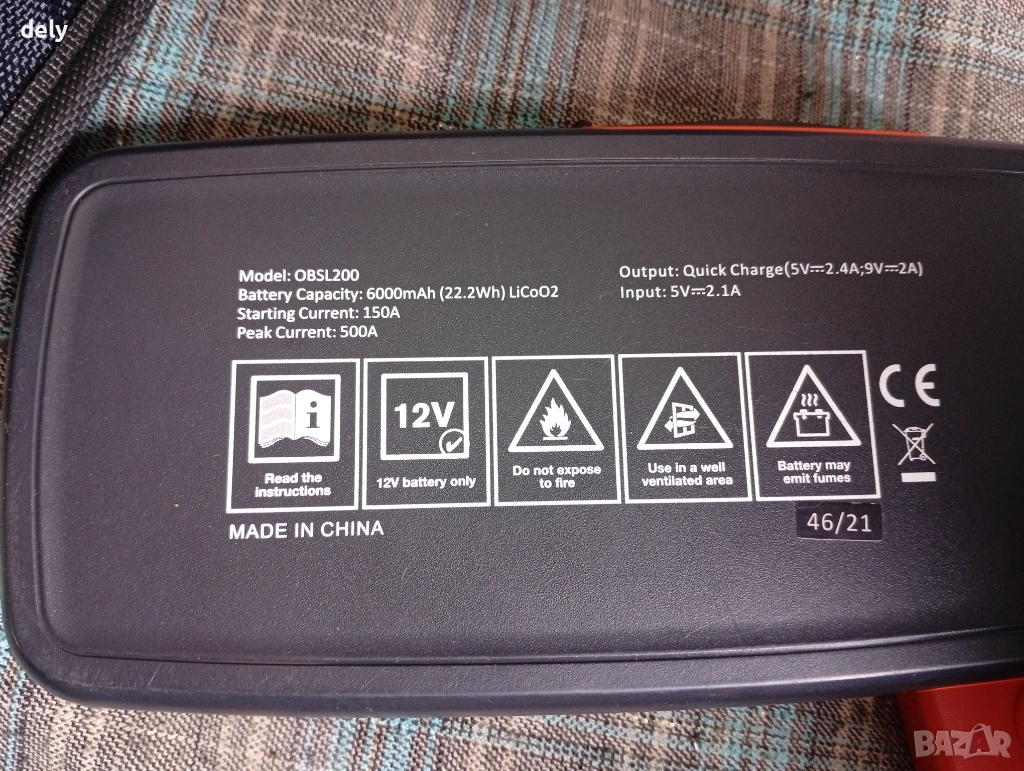 dely
Model: OBSL200
Battery Capacity: 6000mAh (22.2Wh) LiCoO2
Starting Current: 150A
Peak Current: 500A
Output: Quick Charge(5V⎓2.4A;9V⎓2A)
Input: 5V⎓2.1A
i
Read the
instructions
12V
12V battery only
Do not expose
to fire
Use in a well
ventilated area
Battery may
emit fumes
CE
MADE IN CHINA
46/21
BAZAR